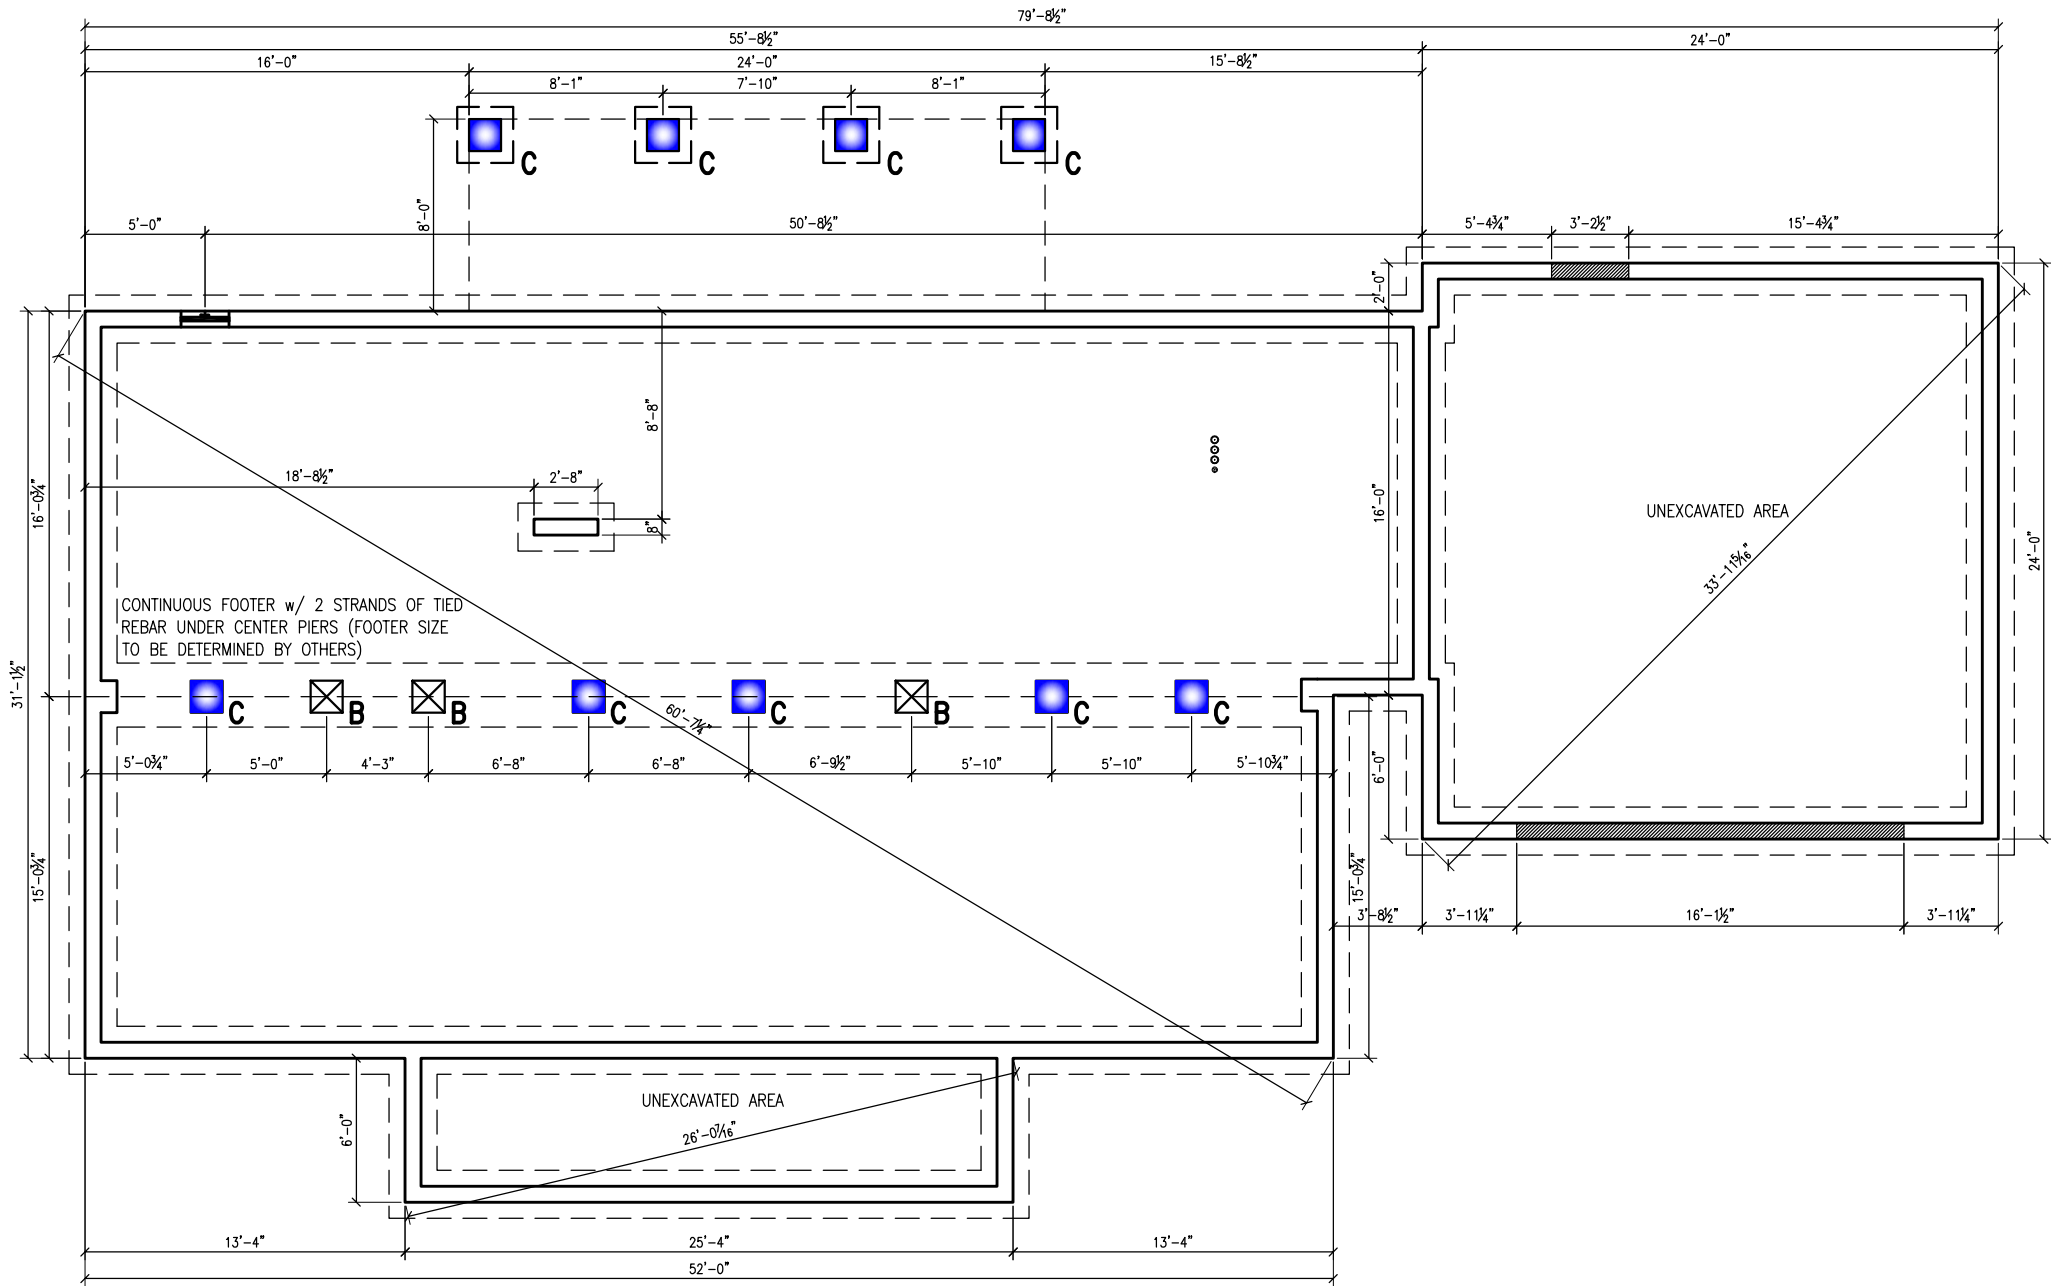 79'-8½"
55'-8½"
24'-0"
16'-0"
24'-0"
15'-8½"
8'-1"
7'-10"
8'-1"
C
C
C
C
8'-0"
5'-0"
50'-8½"
5'-4¾"
3'-2½"
15'-4¾"
2'-0"
8'-8"
18'-8½"
2'-8"
8"
16'-0¾"
16'-0"
UNEXCAVATED AREA
33'-11 15/16"
24'-0"
CONTINUOUS FOOTER w/ 2 STRANDS OF TIED
REBAR UNDER CENTER PIERS (FOOTER SIZE
TO BE DETERMINED BY OTHERS)
31'-1½"
C
B
B
C
C
B
C
C
60'-7¼"
5'-0¾"
5'-0"
4'-3"
6'-8"
6'-8"
6'-9½"
5'-10"
5'-10"
5'-10¾"
6'-0"
15'-0¾"
15'-0¾"
3'-8½"
3'-11¼"
16'-1½"
3'-11¼"
UNEXCAVATED AREA
6'-0"
26'-0 7/16"
13'-4"
25'-4"
13'-4"
52'-0"